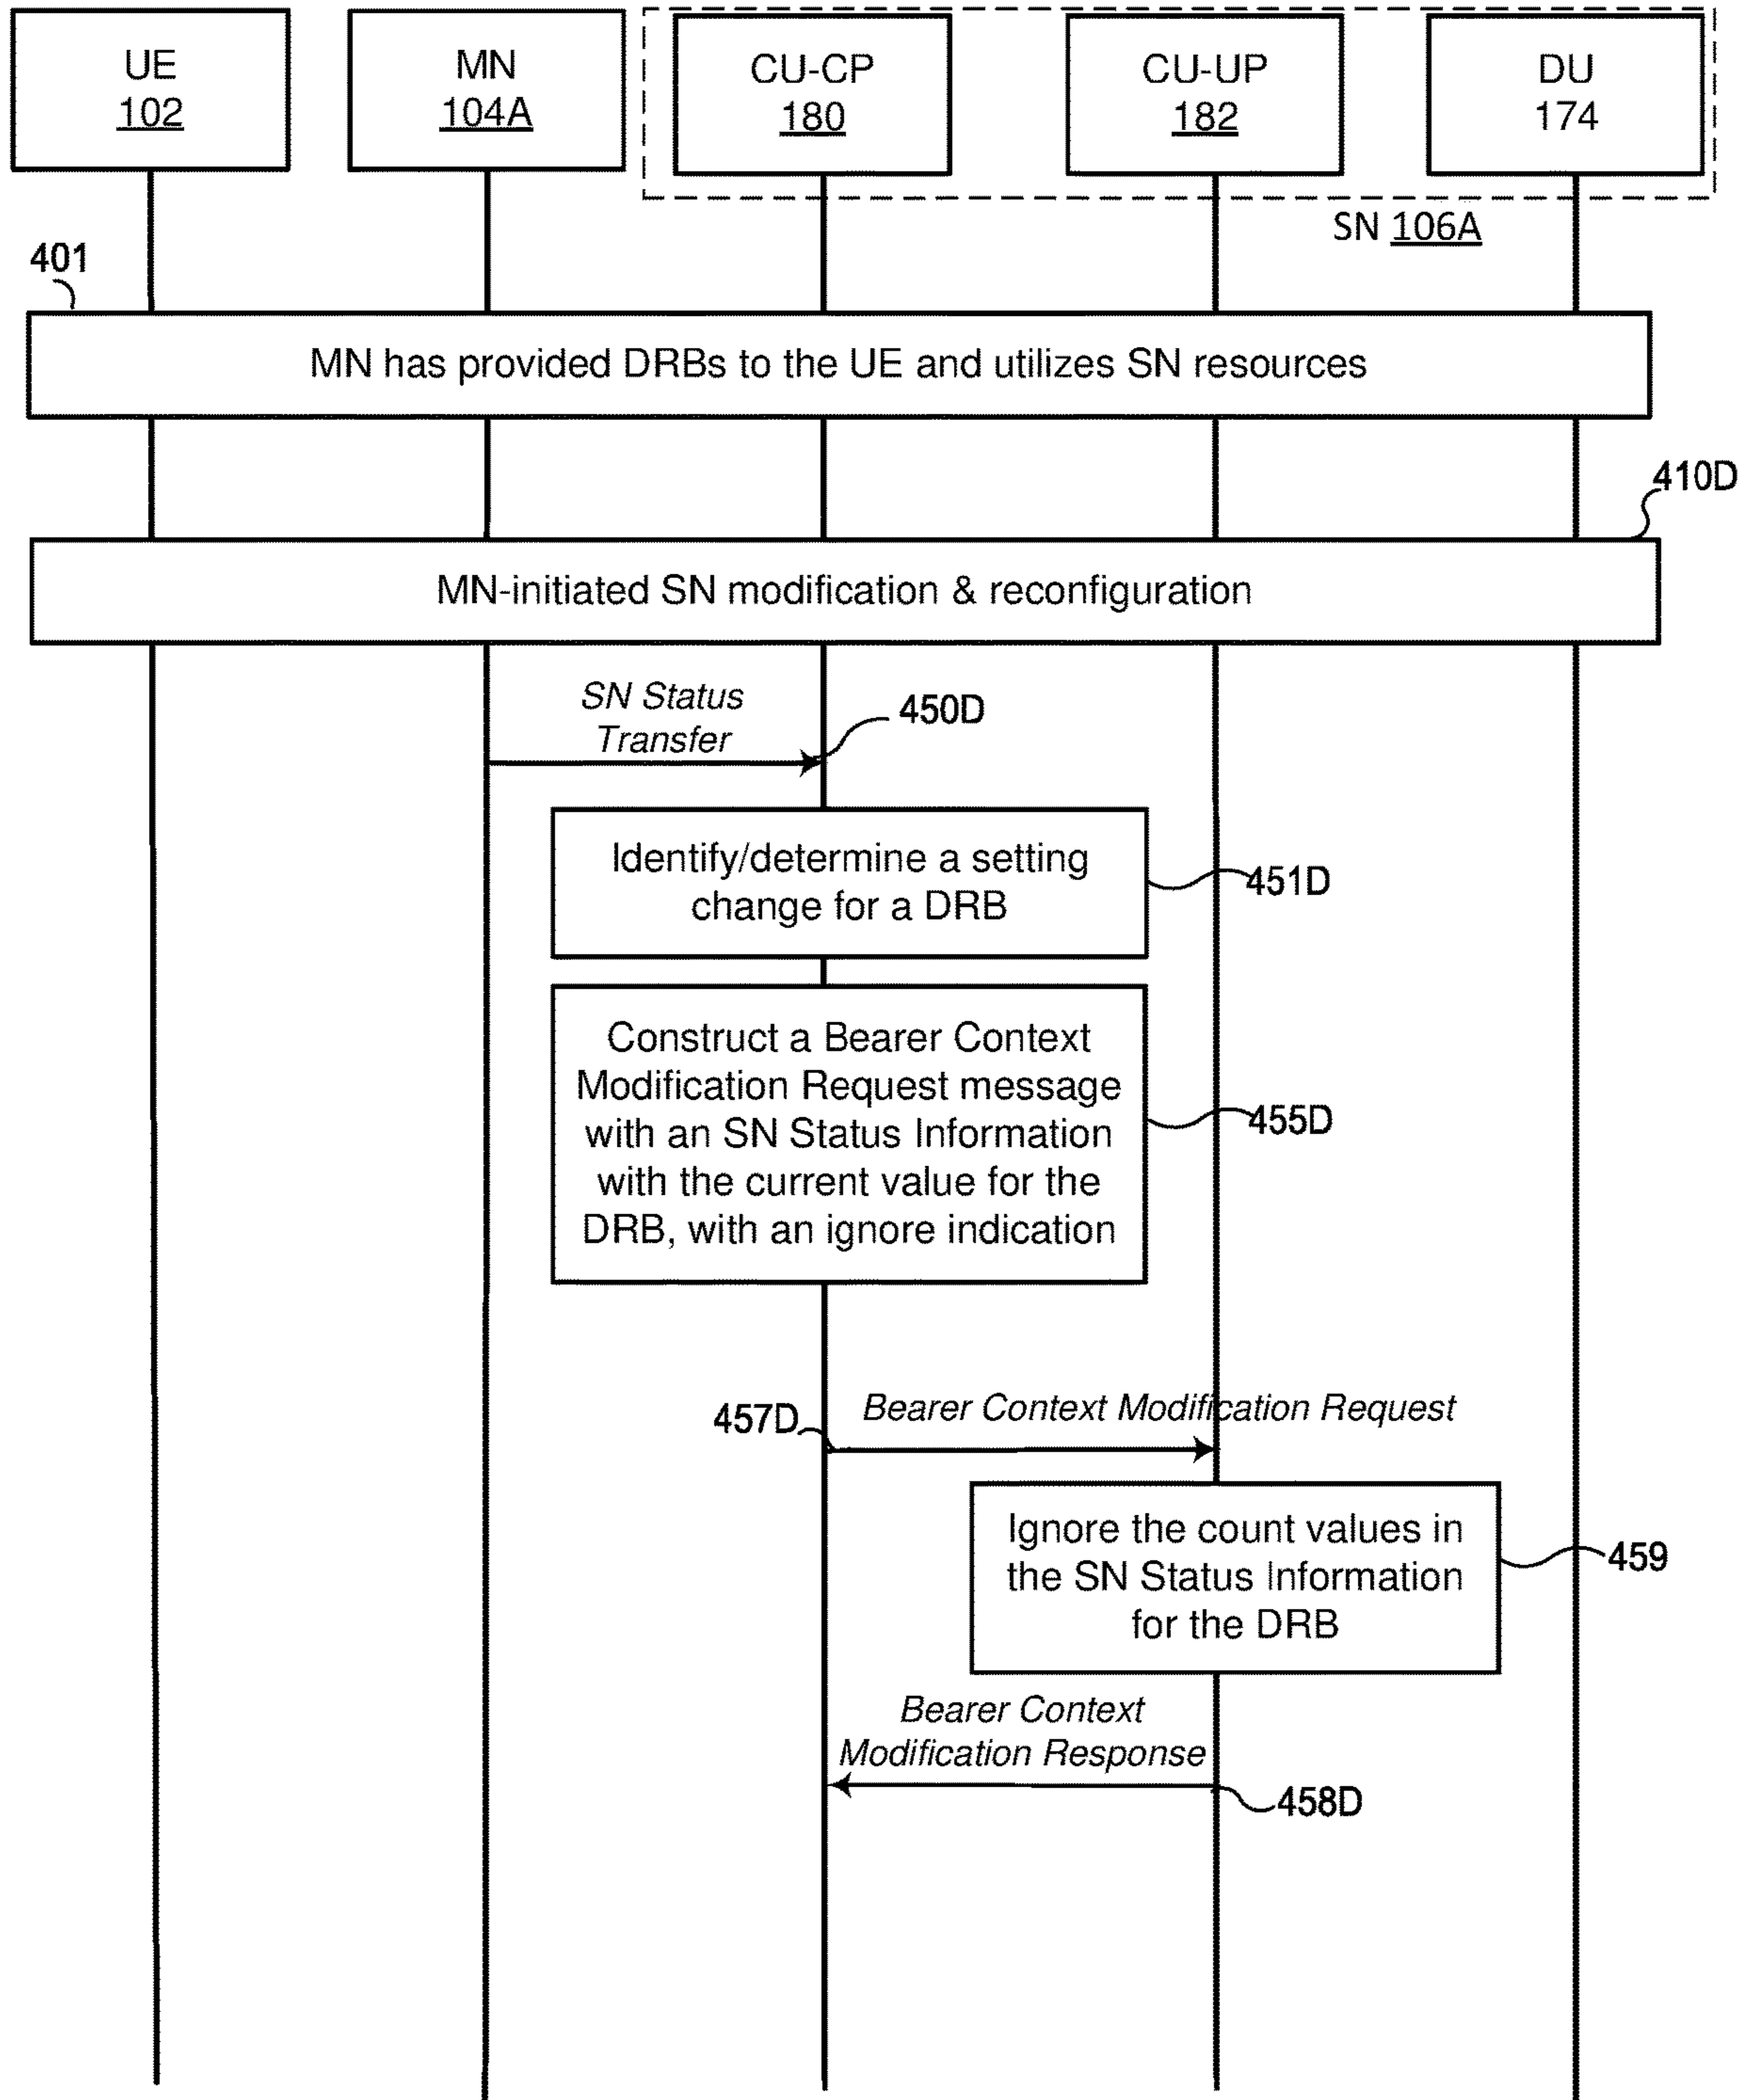 UE
102
MN
104A
CU-CP
180
CU-UP
182
DU
174
SN 106A
401
MN has provided DRBs to the UE and utilizes SN resources
410D
MN-initiated SN modification & reconfiguration
SN Status
Transfer
450D
Identify/determine a setting
change for a DRB
451D
Construct a Bearer Context
Modification Request message
with an SN Status Information
with the current value for the
DRB, with an ignore indication
455D
457D
Bearer Context Modification Request
Ignore the count values in
the SN Status Information
for the DRB
459
Bearer Context
Modification Response
458D